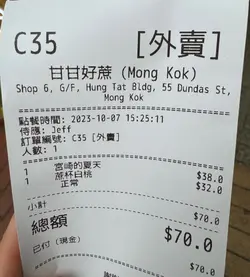 C35 [外賣]
甘甘好蔗 (Mong Kok)
Shop 6, G/F, Hung Tat Bldg, 55 Dundas St,
Mong Kok
點餐時間: 2023-10-07 15:25:11
侍應: Jeff
訂單編號: C35 [外賣]
人數: 1
1 宮崎的夏天 $38.0
1 蔗杯白桃 $32.0
正常
小計 $70.0
總額 $70.0
已付 (現金) $70.0